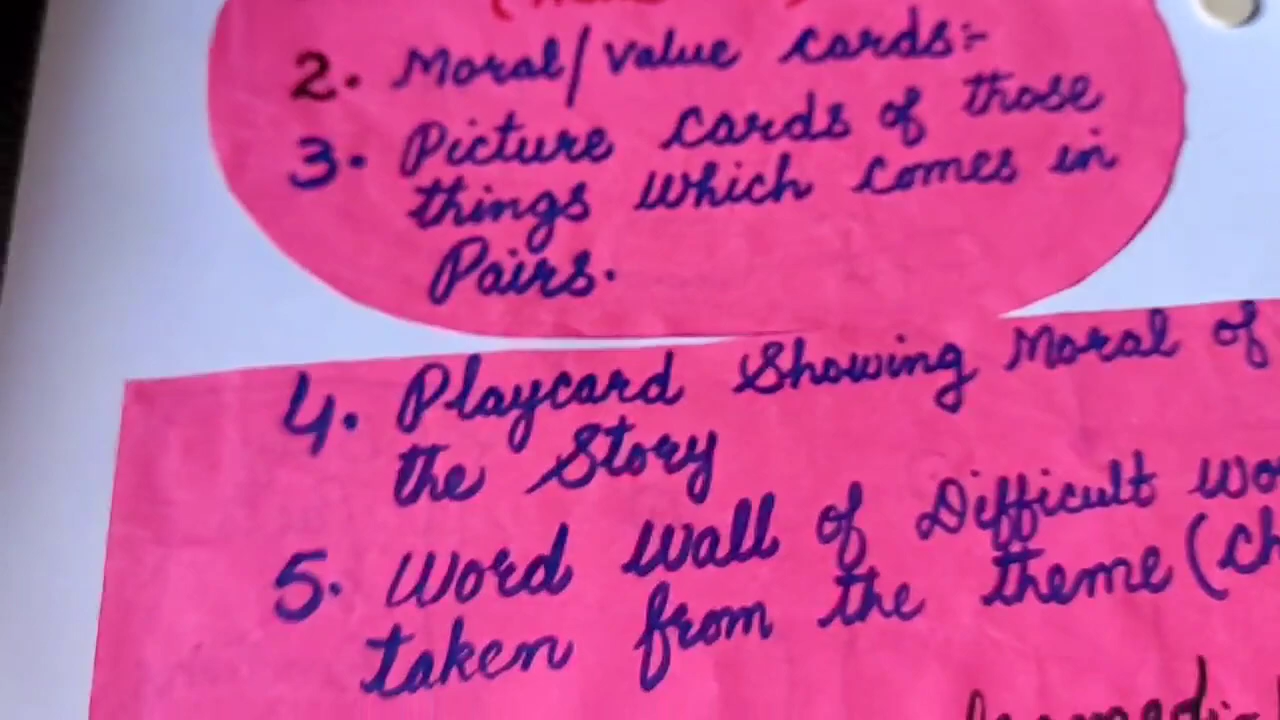 2. Moral/value cards:-
3. Picture cards of those
things which comes in
Pairs.
4. Playcard Showing Moral of
the Story
5. Word wall of Difficult
taken from the theme